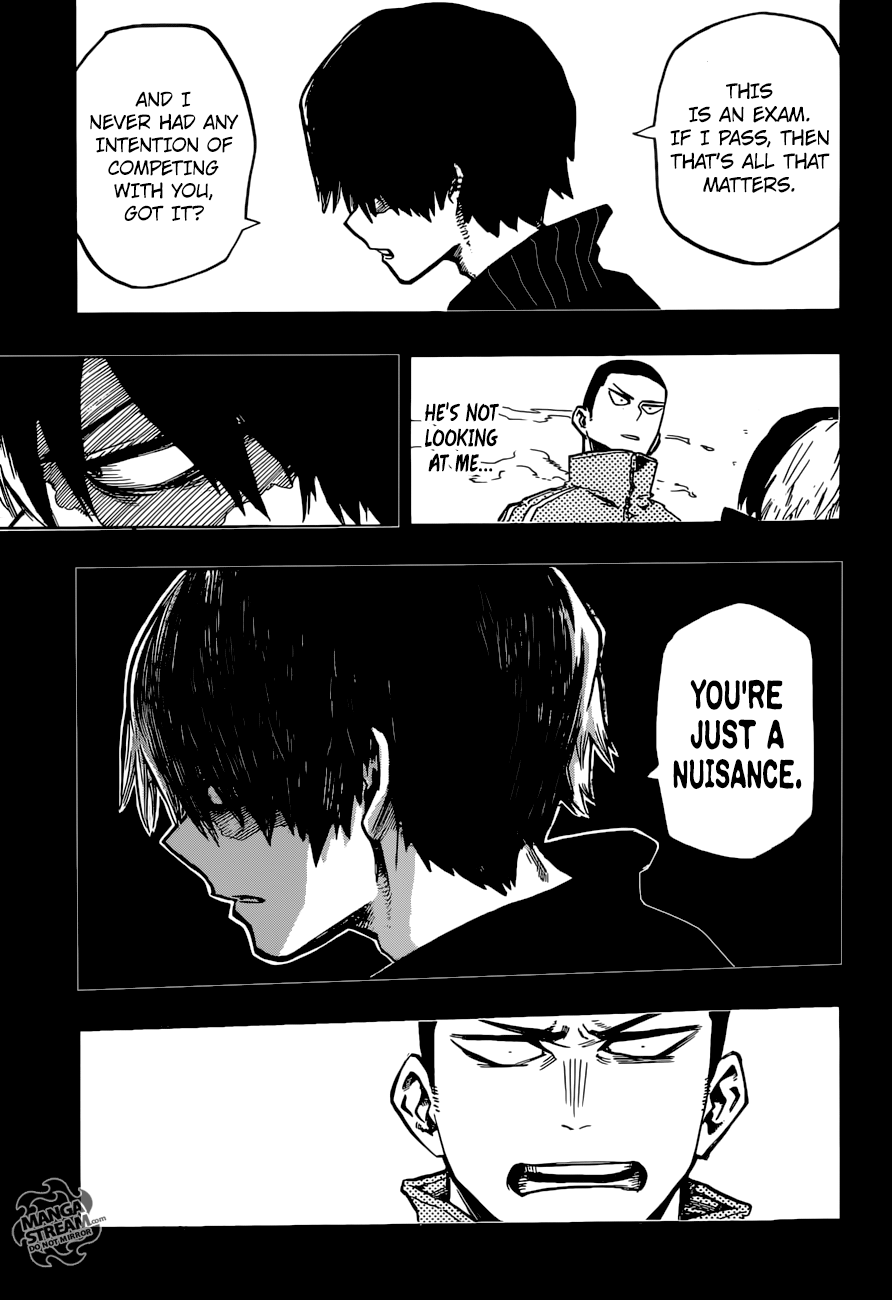 THIS
IS AN EXAM.
IF I PASS, THEN
THAT'S ALL THAT
MATTERS.
AND I
NEVER HAD ANY
INTENTION OF
COMPETING
WITH YOU,
GOT IT?
HE'S NOT
LOOKING
AT ME...
YOU'RE
JUST A
NUISANCE.
MANGA
STREAM.com
DO NOT MIRROR